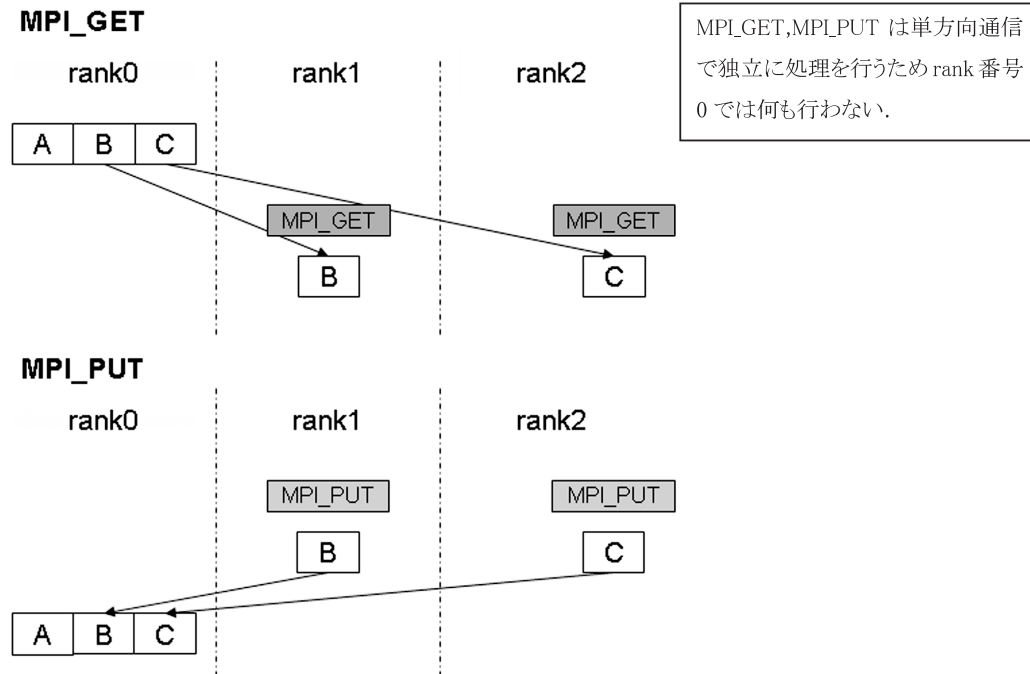 MPI_GET
MPI_GET,MPI_PUT は単方向通信
で独立に処理を行うため rank 番号
0 では何も行わない.
rank0 rank1 rank2
A B C
MPI_GET MPI_GET
B C
MPI_PUT
rank0 rank1 rank2
MPI_PUT MPI_PUT
B C
A B C